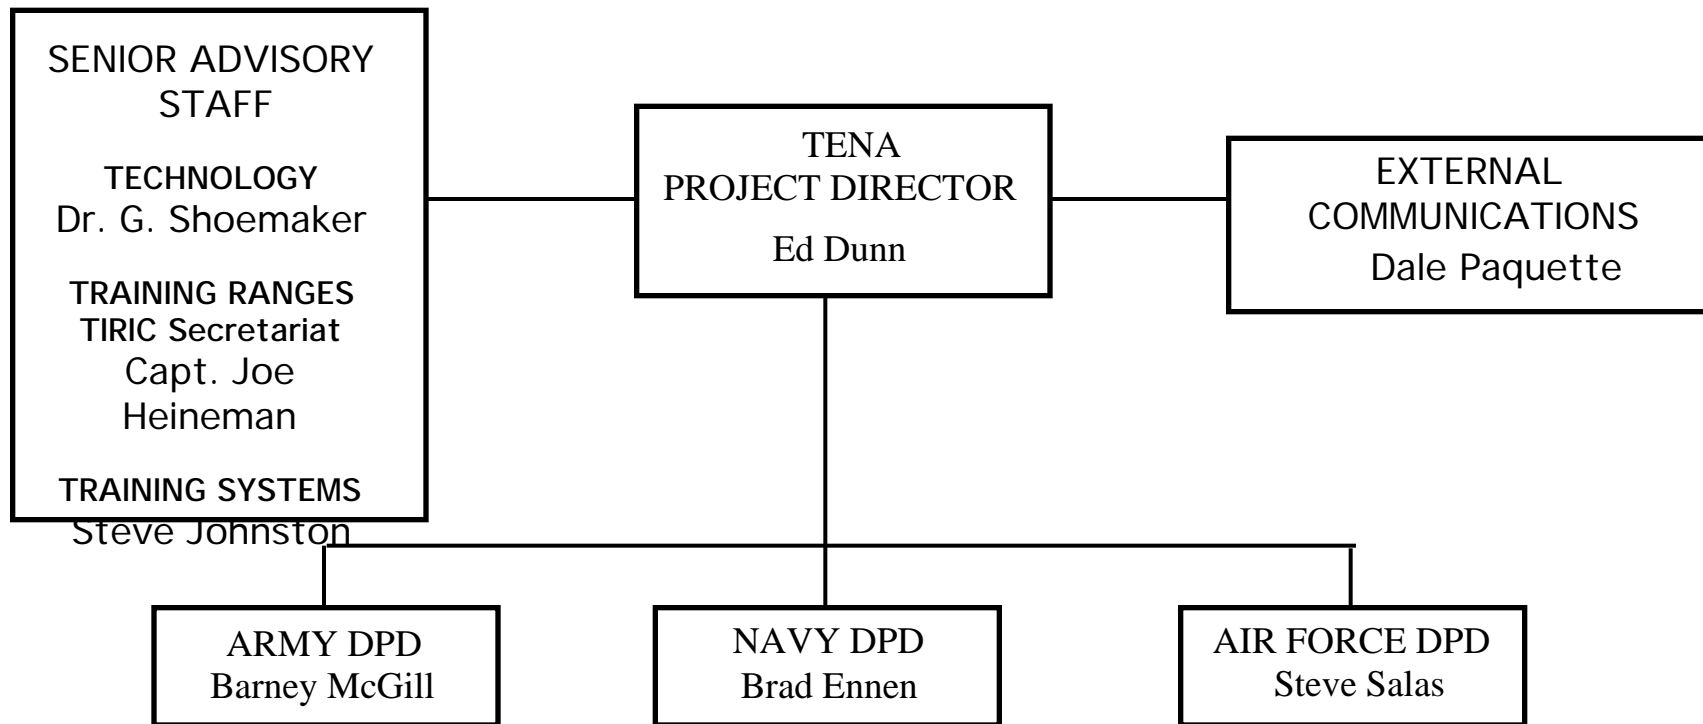 SENIOR ADVISORY
STAFF
TECHNOLOGY
Dr. G. Shoemaker
TRAINING RANGES
TIRIC Secretariat
Capt. Joe
Heineman
TRAINING SYSTEMS
Steve Johnston
TENA
PROJECT DIRECTOR
Ed Dunn
EXTERNAL
COMMUNICATIONS
Dale Paquette
ARMY DPD
Barney McGill
NAVY DPD
Brad Ennen
AIR FORCE DPD
Steve Salas